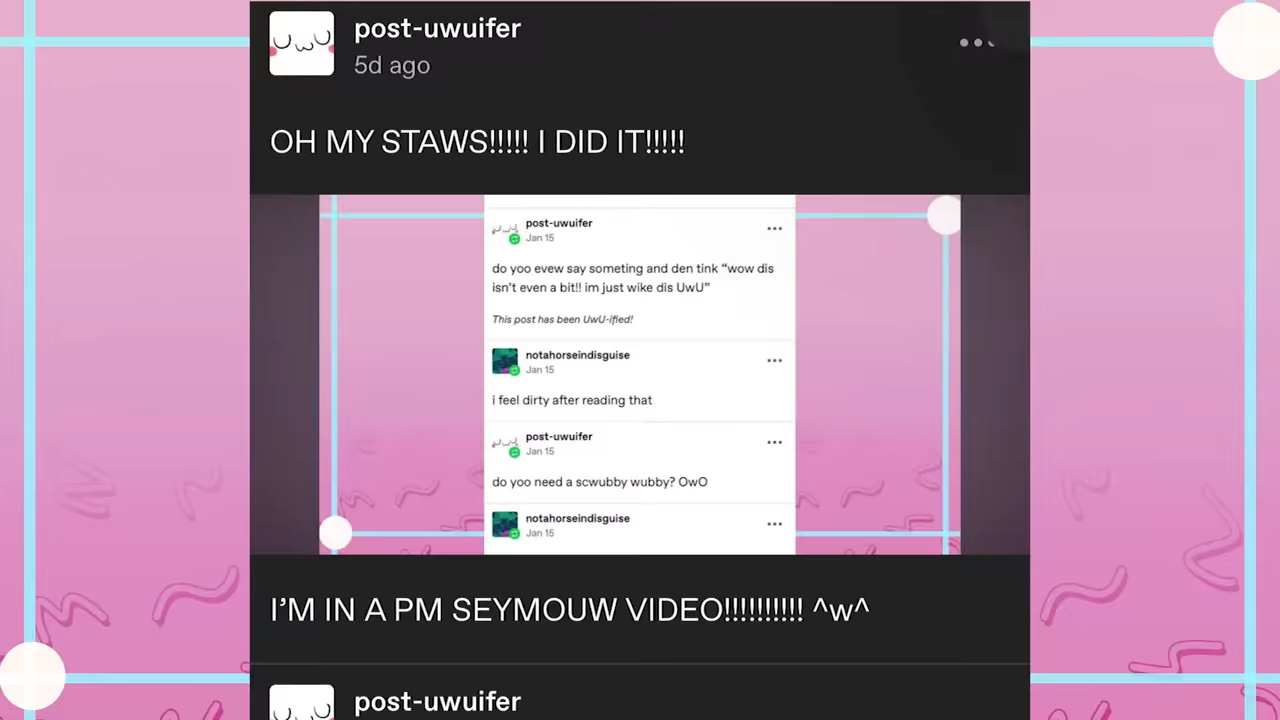 post-uwuifer
5d ago
OH MY STAWS!!!!! I DID IT!!!!!
post-uwuifer
Jan 15
do yoo evew say someting and den tink “wow dis
isn’t even a bit!! im just wike dis UwU”
This post has been UwU-ified!
notahorseindisguise
Jan 15
i feel dirty after reading that
post-uwuifer
Jan 15
do yoo need a scwubby wubby? OwO
notahorseindisguise
Jan 15
I’M IN A PM SEYMOUW VIDEO!!!!!!!!!! ^w^
post-uwuifer